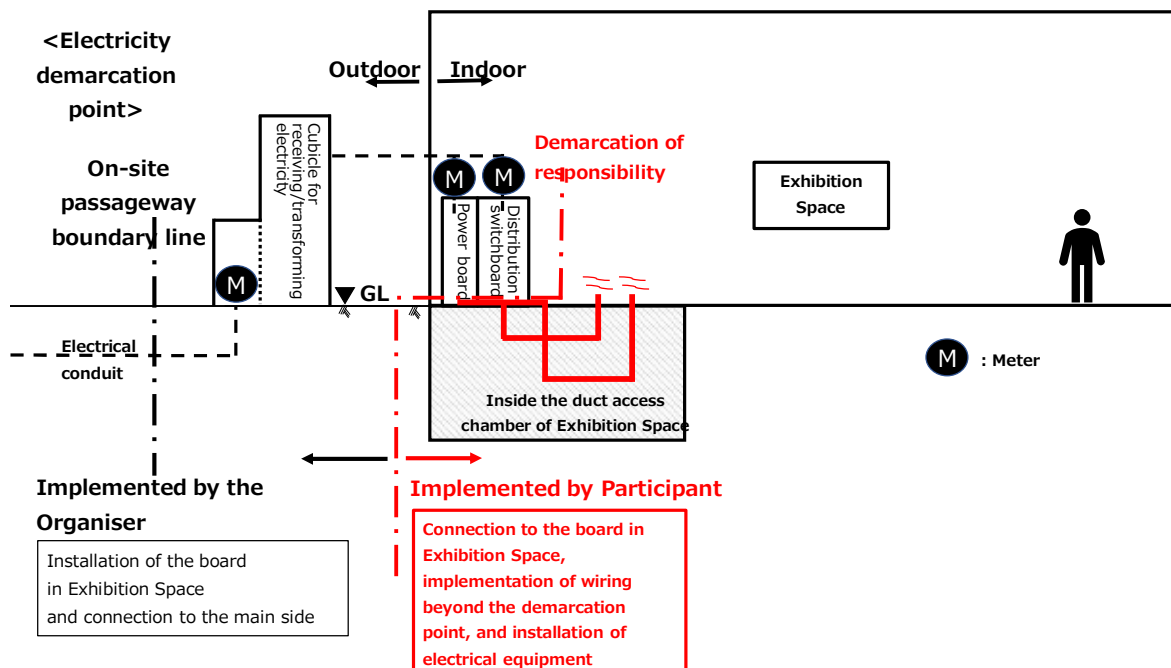 <Electricity
demarcation
point>
Outdoor
Indoor
On-site
passageway
boundary line
Cubicle for
receiving/transforming
electricity
M
M
M
Power board
Distribution
switchboard
Demarcation of
responsibility
Exhibition
Space
GL
Electrical
conduit
M
: Meter
Inside the duct access
chamber of Exhibition Space
Implemented by the
Organiser
Installation of the board
in Exhibition Space
and connection to the main side
Implemented by Participant
Connection to the board in
Exhibition Space,
implementation of wiring
beyond the demarcation
point, and installation of
electrical equipment